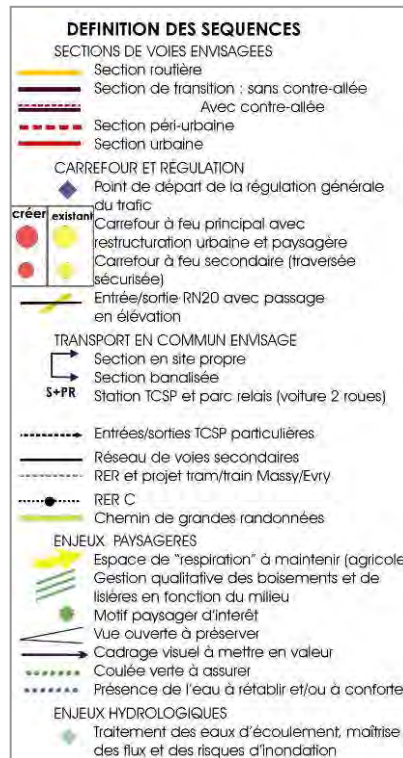 DEFINITION DES SEQUENCES
SECTIONS DE VOIES ENVISAGEES
Section routière
Section de transition : sans contre-allée
Avec contre-allée
Section péri-urbaine
Section urbaine
CARREFOUR ET RÉGULATION
Point de départ de la régulation générale
du trafic
créer existant
Carrefour à feu principal avec
restructuration urbaine et paysagère
Carrefour à feu secondaire (traversée
sécurisée)
Entrée/sortie RN20 avec passage
en élévation
TRANSPORT EN COMMUN ENVISAGE
Section en site propre
Section banalisée
S+PR Station TCSP et parc relais (voiture 2 roues)
Entrées/sorties TCSP particulières
Réseau de voies secondaires
RER et projet tram/train Massy/Evry
RER C
Chemin de grandes randonnées
ENJEUX PAYSAGERES
Espace de "respiration" à maintenir (agricole
Gestion qualitative des boisements et de
lisières en fonction du milieu
Motif paysager d'interêt
Vue ouverte à préserver
Cadrage visuel à mettre en valeur
Coulée verte à assurer
Présence de l'eau à rétablir et/ou à conforte
ENJEUX HYDROLOGIQUES
Traitement des eaux d'écoulement, maîtrise
des flux et des risques d'inondation